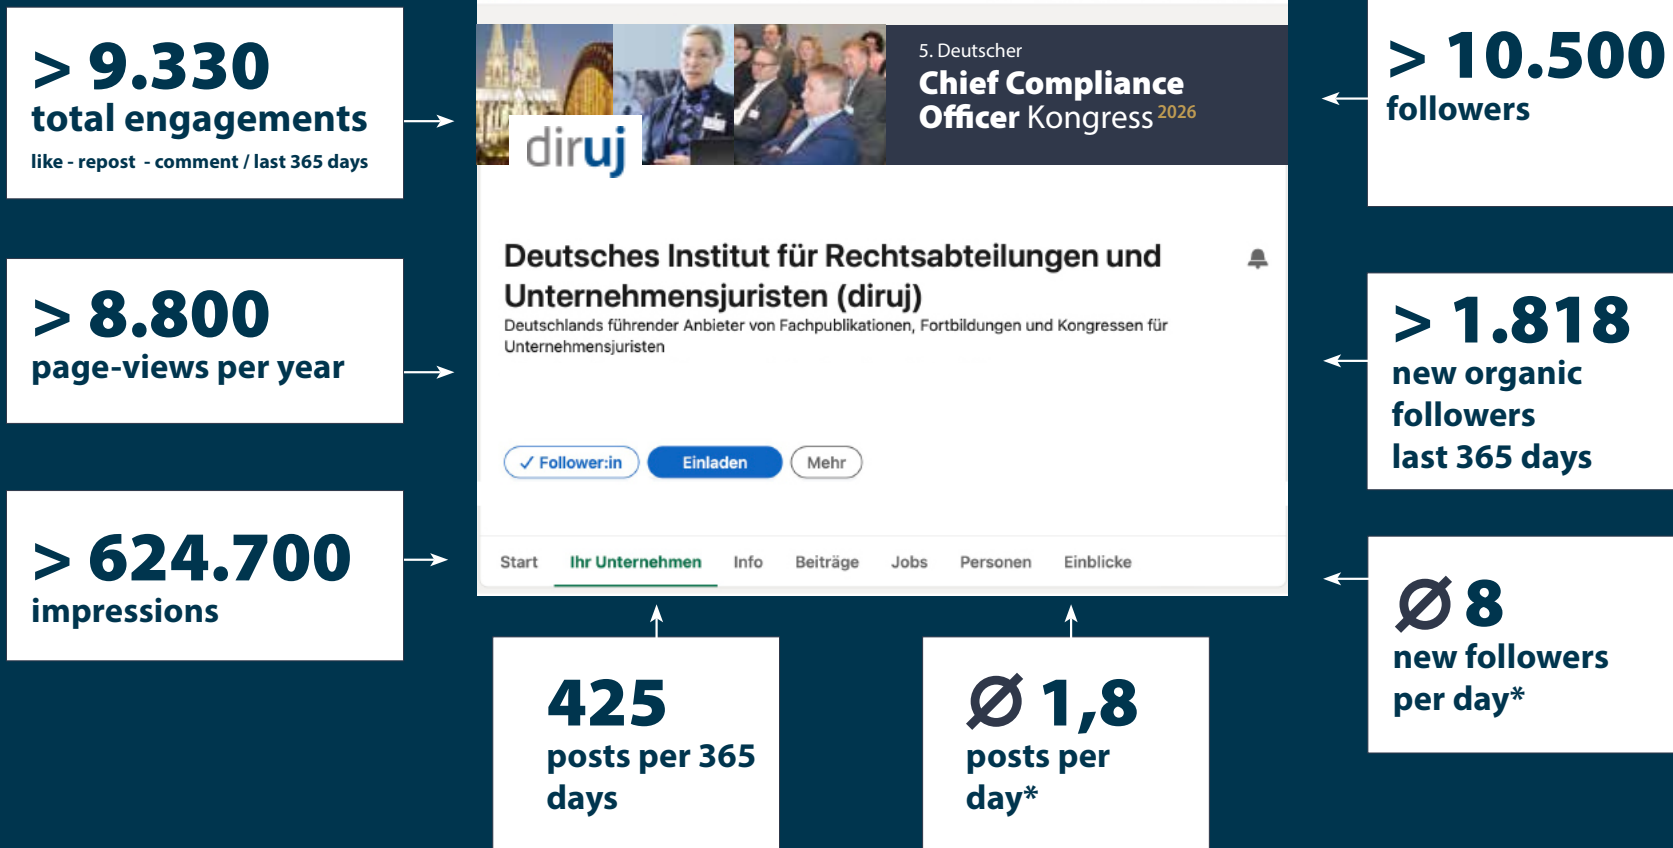 > 9.330
total engagements
like - repost - comment / last 365 days
> 8.800
page-views per year
> 624.700
impressions
5. Deutscher
Chief Compliance
Officer Kongress 2026
diruj
Deutsches Institut für Rechtsabteilungen und
Unternehmensjuristen (diruj)
Deutschlands führender Anbieter von Fachpublikationen, Fortbildungen und Kongressen für
Unternehmensjuristen
✓ Follower:in Einladen Mehr
Start Ihr Unternehmen Info Beiträge Jobs Personen Einblicke
425
posts per 365
days
Ø 1,8
posts per
day*
> 10.500
followers
> 1.818
new organic
followers
last 365 days
Ø 8
new followers
per day*